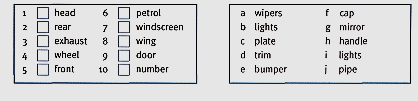 1 head 6 petrol
2 rear 7 windscreen
3 exhaust 8 wing
4 wheel 9 door
5 front 10 number
a wipers f cap
b lights g mirror
c plate h handle
d trim i lights
e bumper j pipe